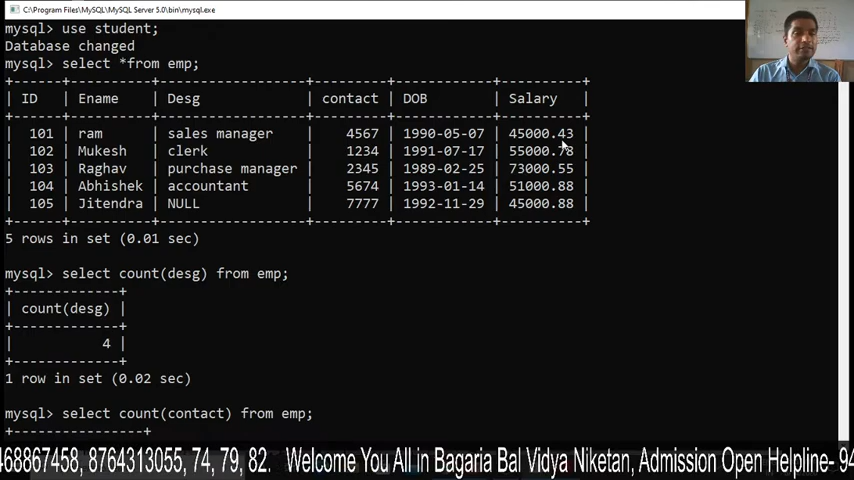 C:\Program Files\MySQL\MySQL Server 5.0\bin\mysql.exe
mysql> use student;
Database changed
mysql> select *from emp;
+------+----------+------------------+---------+------------+----------+
| ID   | Ename    | Desg             | contact | DOB        | Salary   |
+------+----------+------------------+---------+------------+----------+
|  101 | ram      | sales manager    |    4567 | 1990-05-07 | 45000.43 |
|  102 | Mukesh   | clerk            |    1234 | 1991-07-17 | 55000.78 |
|  103 | Raghav   | purchase manager |    2345 | 1989-02-25 | 73000.55 |
|  104 | Abhishek | accountant       |    5674 | 1993-01-14 | 51000.88 |
|  105 | Jitendra | NULL             |    7777 | 1992-11-29 | 45000.88 |
+------+----------+------------------+---------+------------+----------+
5 rows in set (0.01 sec)
mysql> select count(desg) from emp;
+-------------+
| count(desg) |
+-------------+
|           4 |
+-------------+
1 row in set (0.02 sec)
mysql> select count(contact) from emp;
+----------------+
468867458, 8764313055, 74, 79, 82. Welcome You All in Bagaria Bal Vidya Niketan, Admission Open Helpline- 94